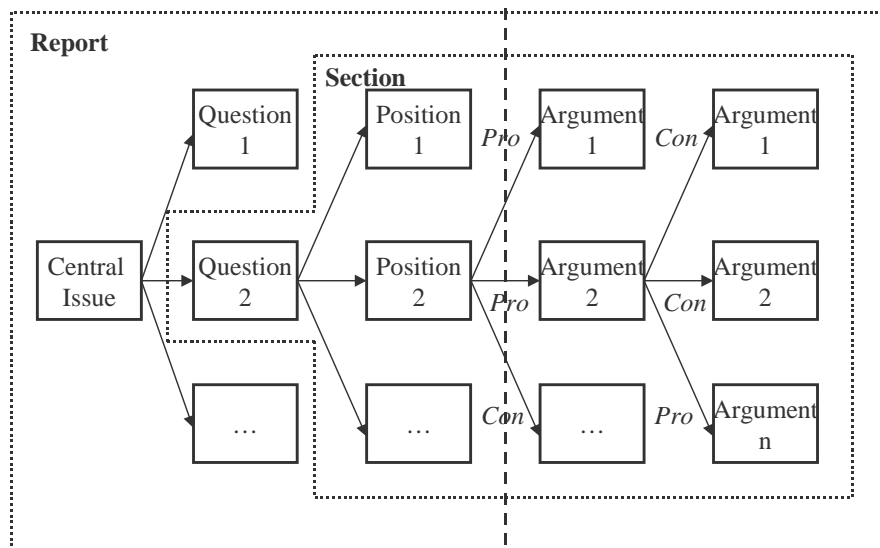 Report
Section
Question
1
Position
1
Pro
Argument
1
Con
Argument
1
Central
Issue
Question
2
Position
2
Pro
Argument
2
Con
Argument
2
…
…
Con
…
Pro
Argument
n